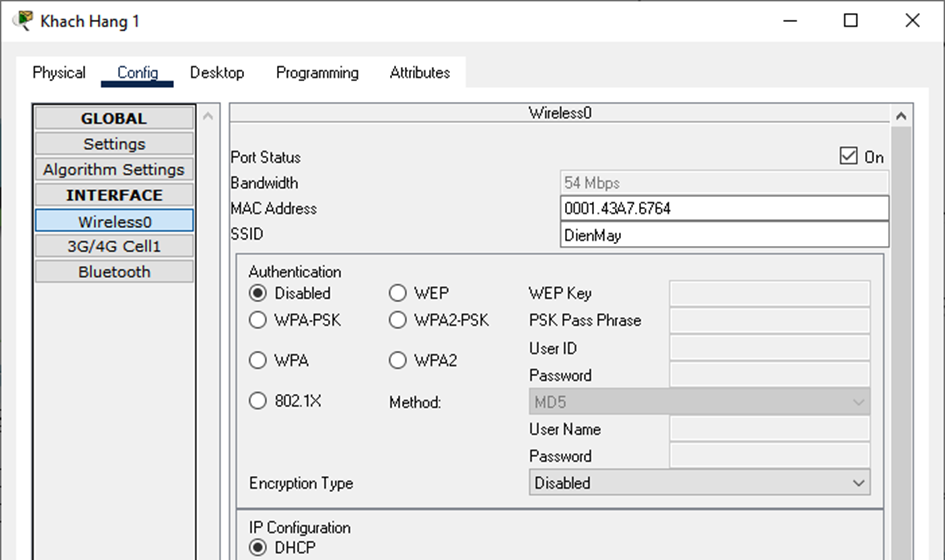 Khach Hang 1
Physical Config Desktop Programming Attributes
GLOBAL
Settings
Algorithm Settings
INTERFACE
Wireless0
3G/4G Cell1
Bluetooth
Wireless0
Port Status On
Bandwidth 54 Mbps
MAC Address 0001.43A7.6764
SSID DienMay
Authentication
Disabled WEP WEP Key
WPA-PSK WPA2-PSK PSK Pass Phrase
User ID
WPA WPA2
Password
802.1X Method: MD5
User Name
Password
Encryption Type Disabled
IP Configuration
DHCP